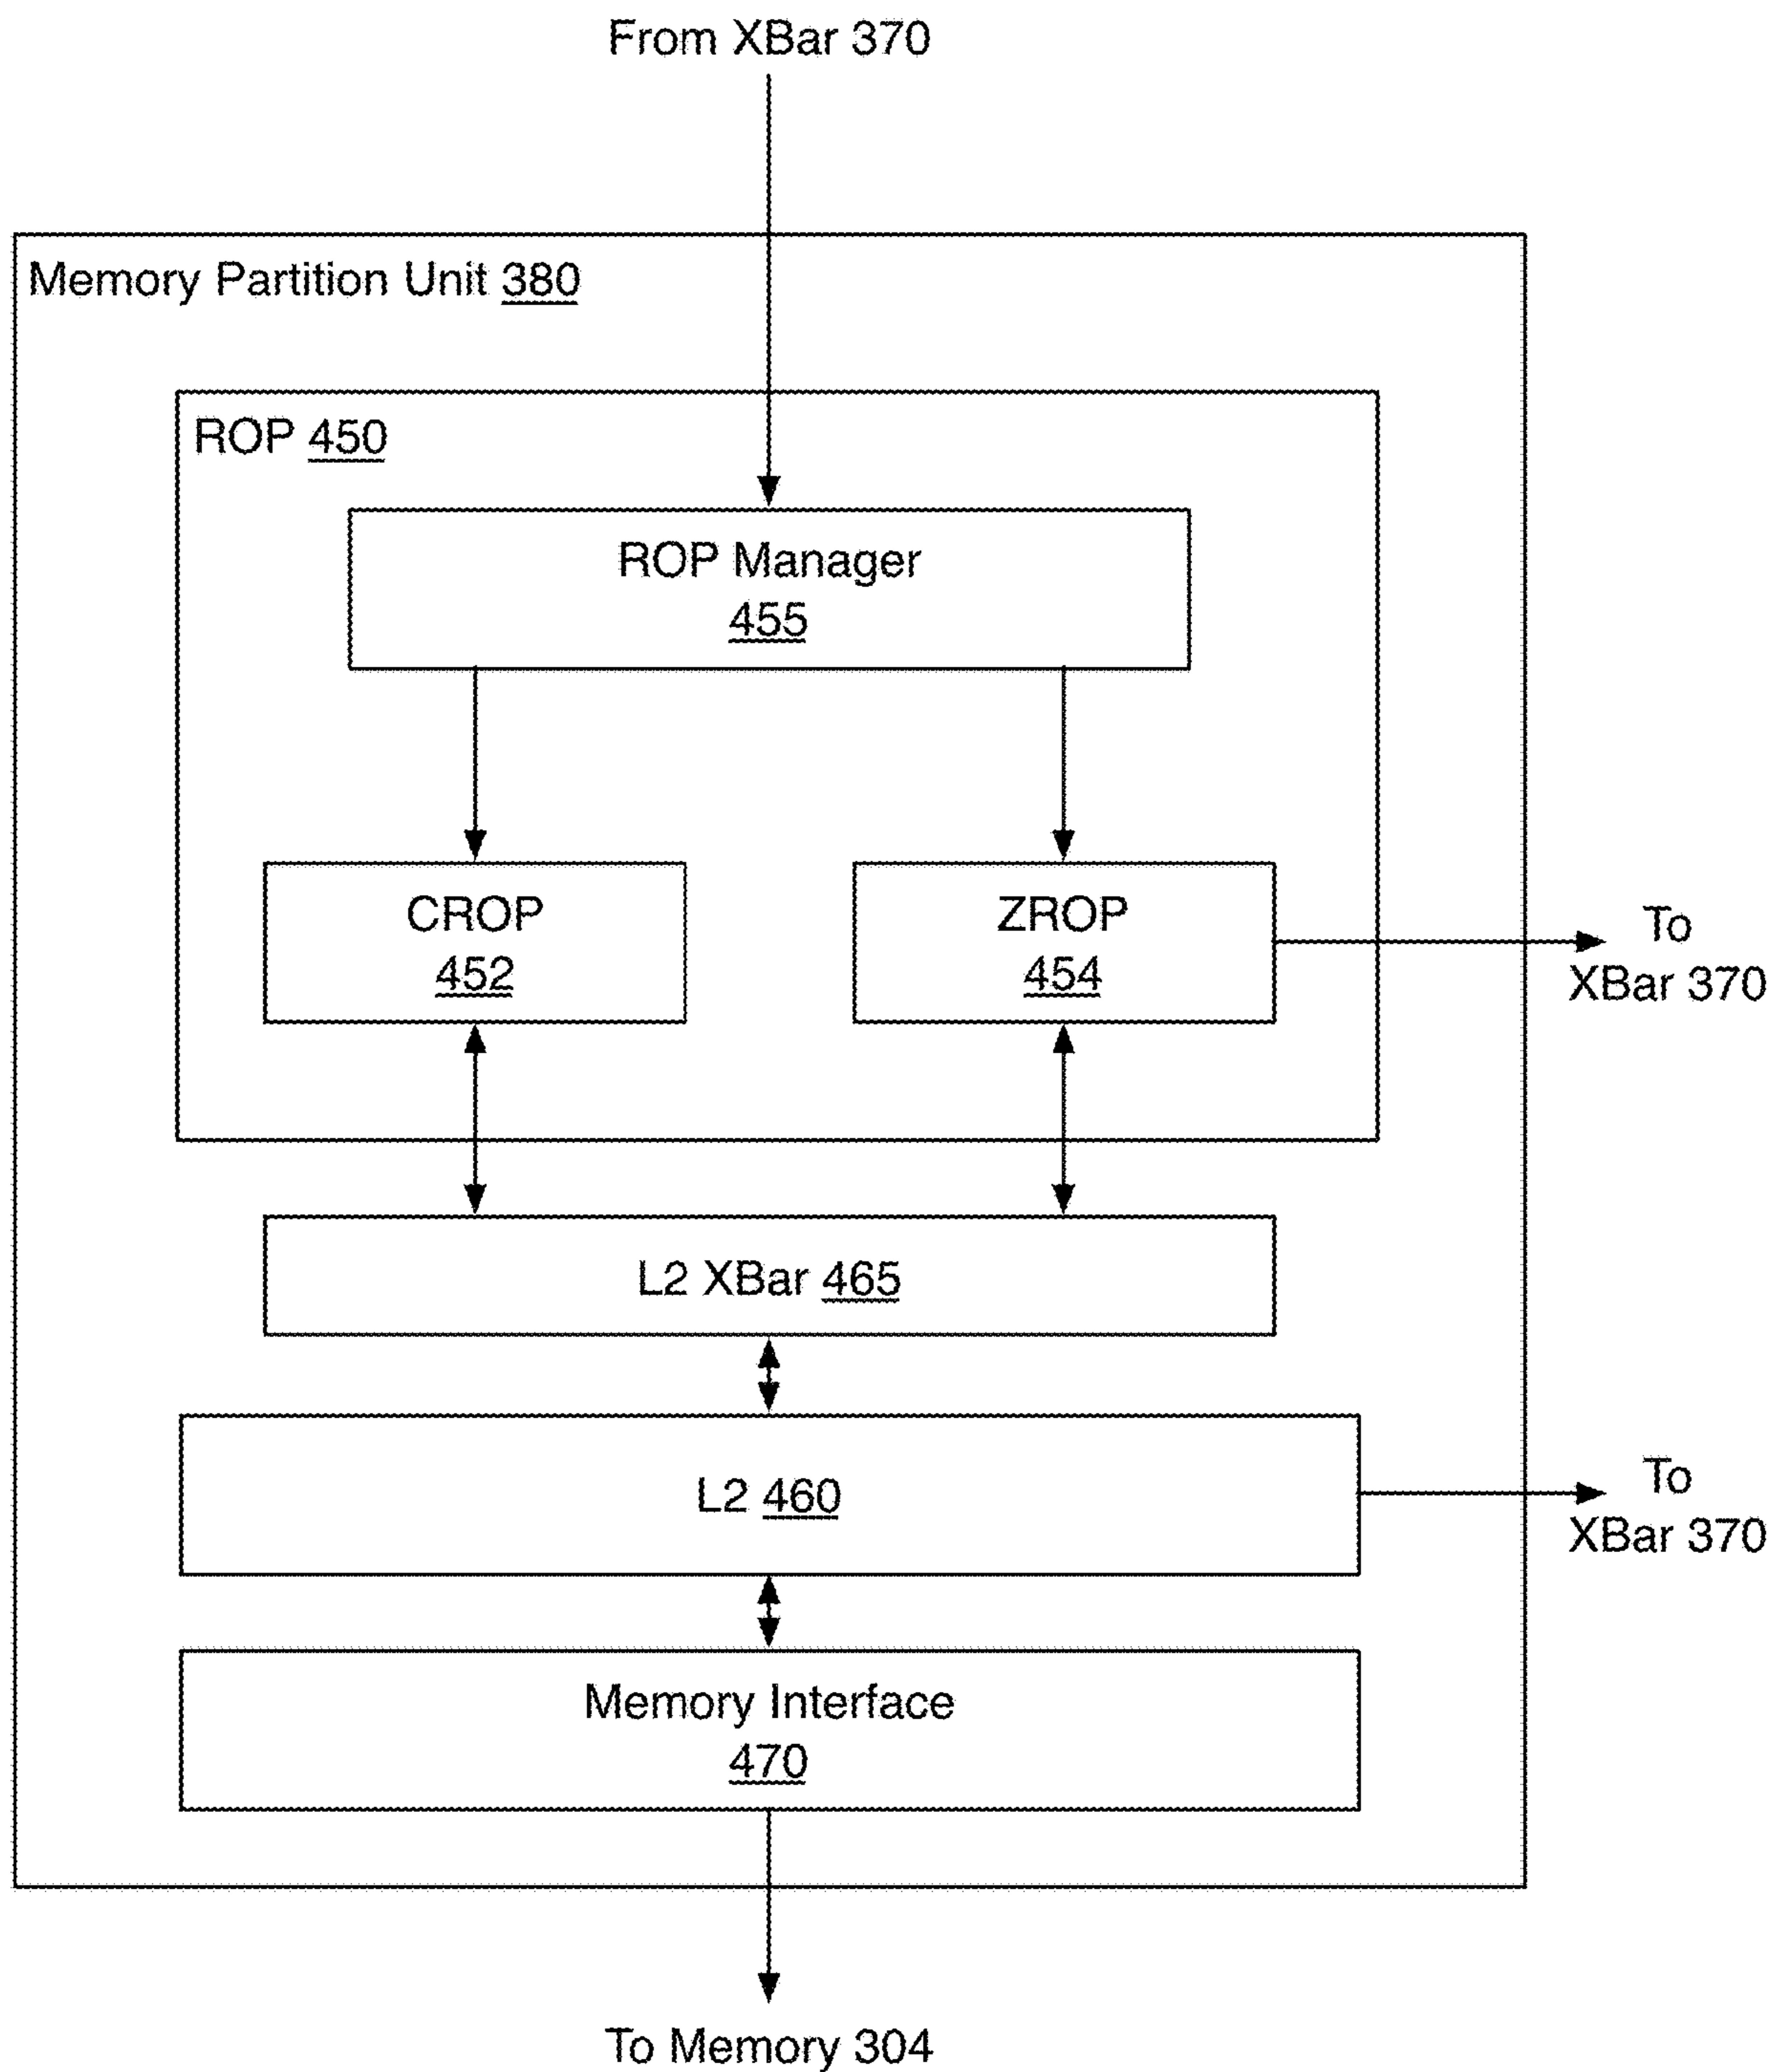 From XBar 370
Memory Partition Unit 380
ROP 450
ROP Manager
455
CROP
452
ZROP
454
To
XBar 370
L2 XBar 465
L2 460
To
XBar 370
Memory Interface
470
To Memory 304